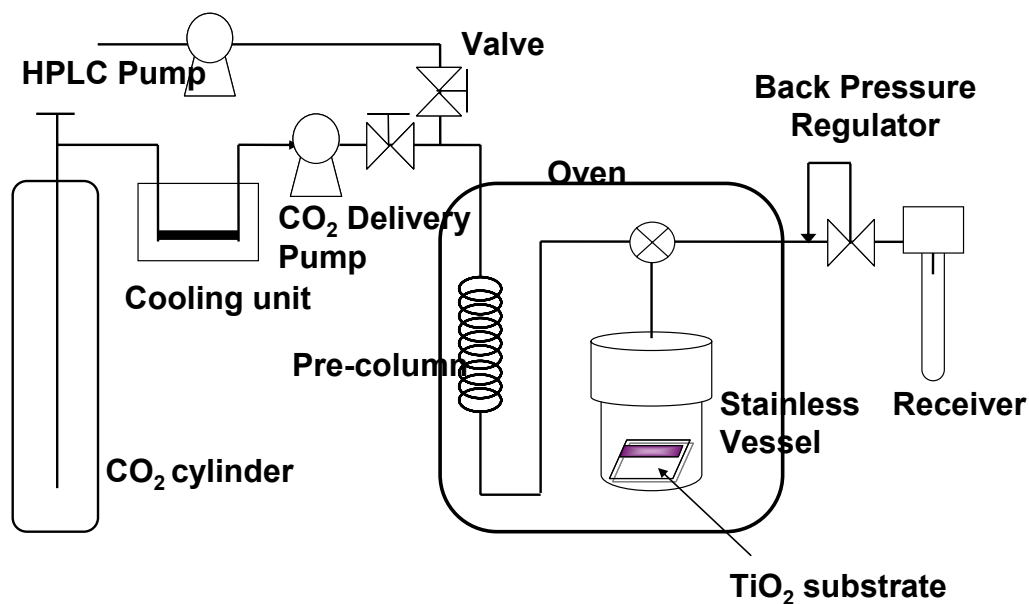 Valve
HPLC Pump
Back Pressure
Regulator
Oven
CO₂ Delivery
Pump
Cooling unit
Pre-column
Stainless
Vessel
Receiver
CO₂ cylinder
TiO₂ substrate